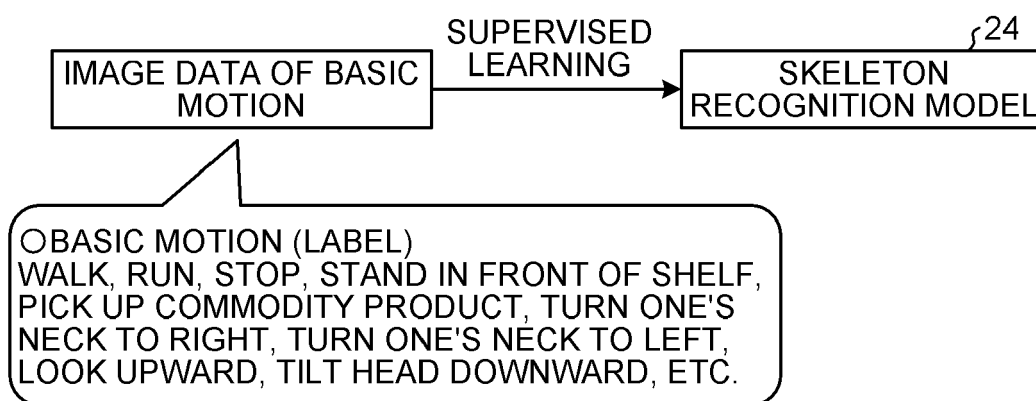 24
SUPERVISED
LEARNING
IMAGE DATA OF BASIC
MOTION
SKELETON
RECOGNITION MODEL
○BASIC MOTION (LABEL)
WALK, RUN, STOP, STAND IN FRONT OF SHELF,
PICK UP COMMODITY PRODUCT, TURN ONE'S
NECK TO RIGHT, TURN ONE'S NECK TO LEFT,
LOOK UPWARD, TILT HEAD DOWNWARD, ETC.